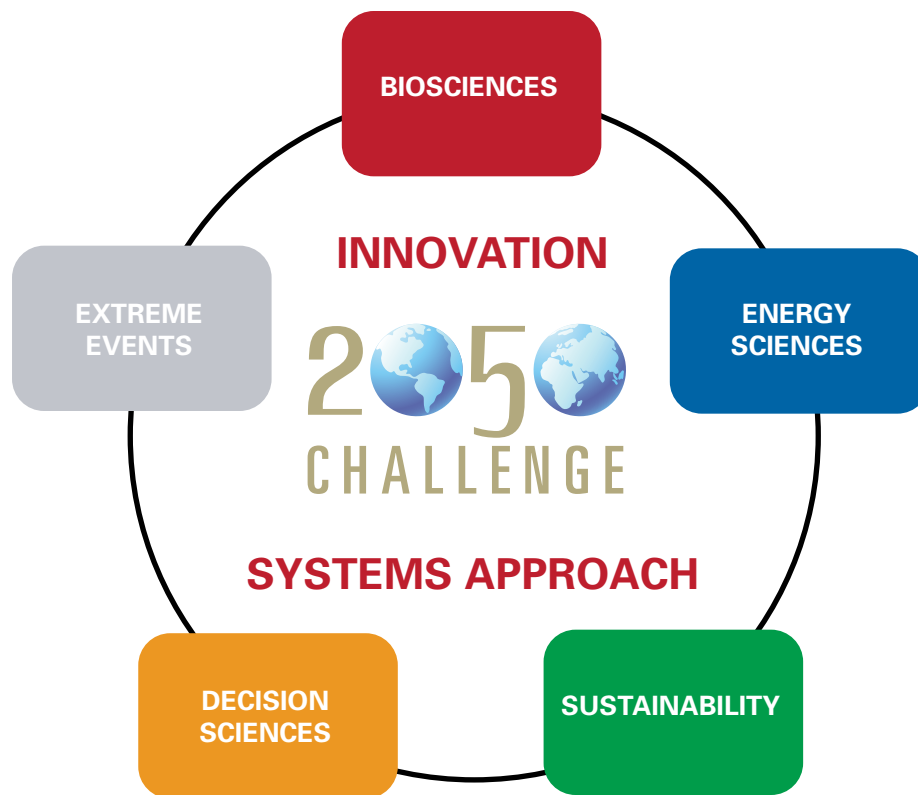 BIOSCIENCES
INNOVATION
EXTREME
EVENTS
ENERGY
SCIENCES
2050
CHALLENGE
SYSTEMS APPROACH
DECISION
SCIENCES
SUSTAINABILITY